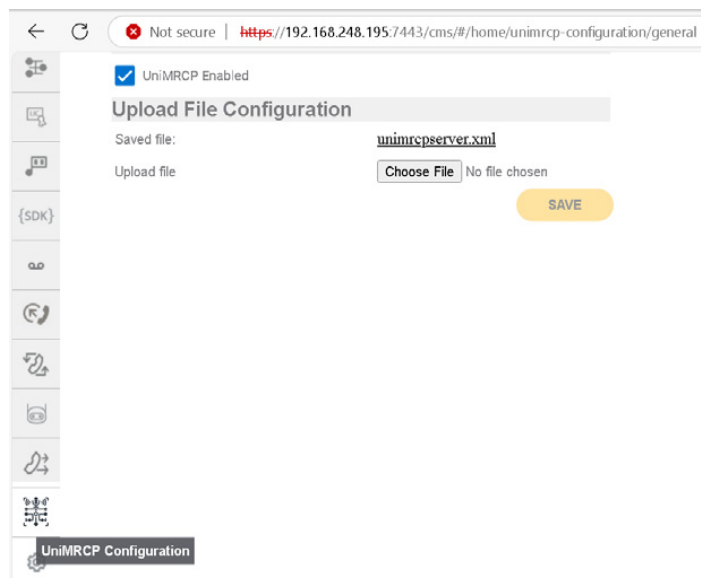 Not secure | https://192.168.248.195:7443/cms/#/home/unimrcp-configuration/general
UniMRCP Enabled
Upload File Configuration
Saved file: unimrcpserver.xml
Upload file Choose File No file chosen
SAVE
{SDK}
UniMRCP Configuration